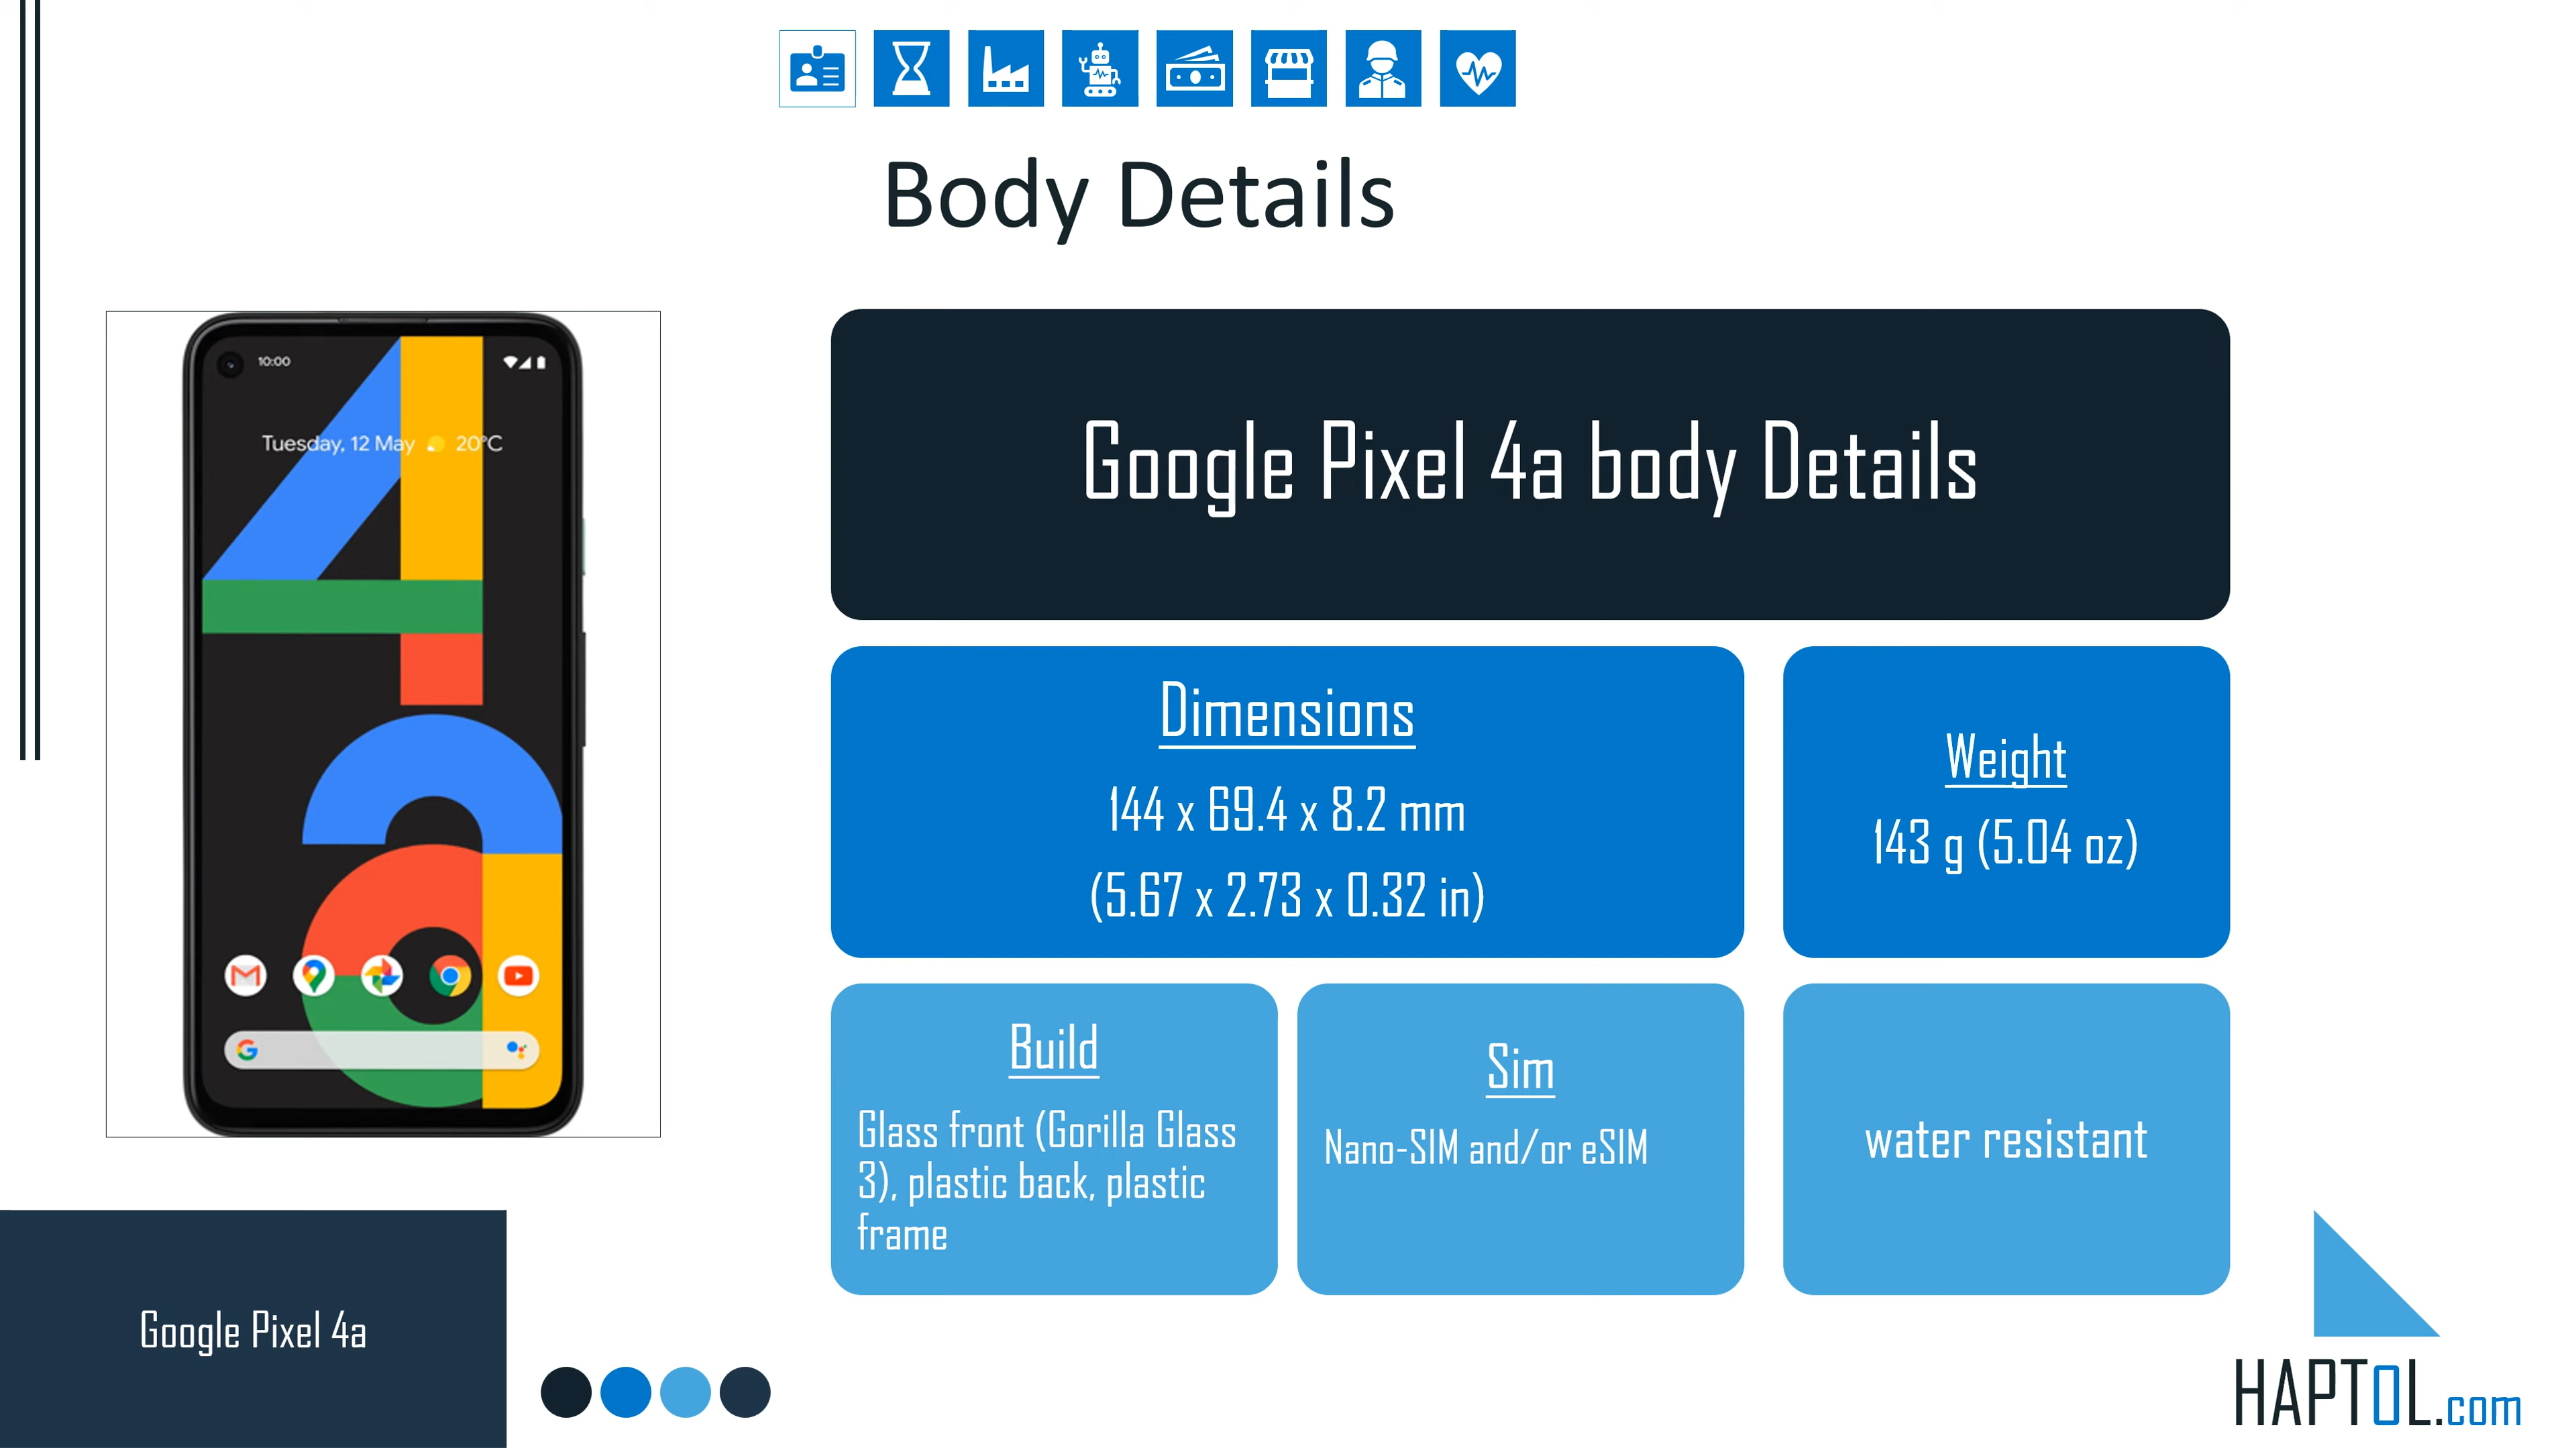 Body Details
10:00
Tuesday, 12 May 20°C
Google Pixel 4a body Details
Dimensions
144 x 69.4 x 8.2 mm
(5.67 x 2.73 x 0.32 in)
Weight
143 g (5.04 oz)
Build
Glass front (Gorilla Glass
3), plastic back, plastic
frame
Sim
Nano-SIM and/or eSIM
water resistant
Google Pixel 4a
HAPTOL.com